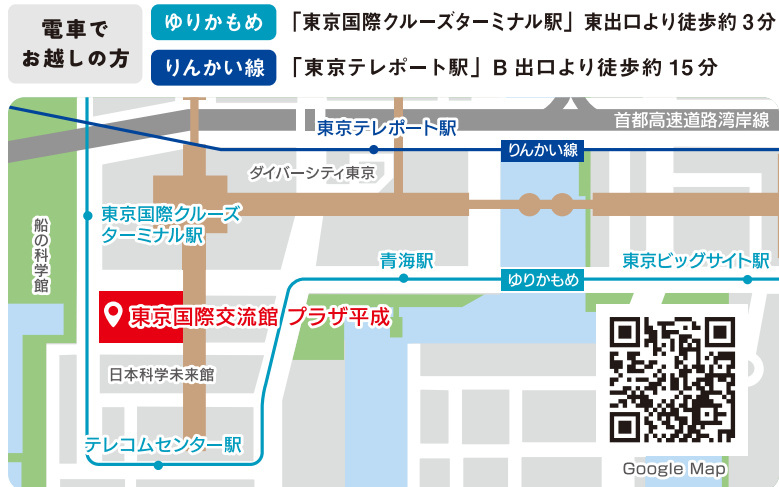 電車で
お越しの方
ゆりかもめ 「東京国際クルーズターミナル駅」東出口より徒歩約3分
りんかい線 「東京テレポート駅」B出口より徒歩約15分
首都高速道路湾岸線
東京テレポート駅
りんかい線
ダイバーシティ東京
東京国際クルーズ
ターミナル駅
船の科学館
青海駅
ゆりかもめ
東京ビッグサイト駅
東京国際交流館 プラザ平成
日本科学未来館
テレコムセンター駅
Google Map